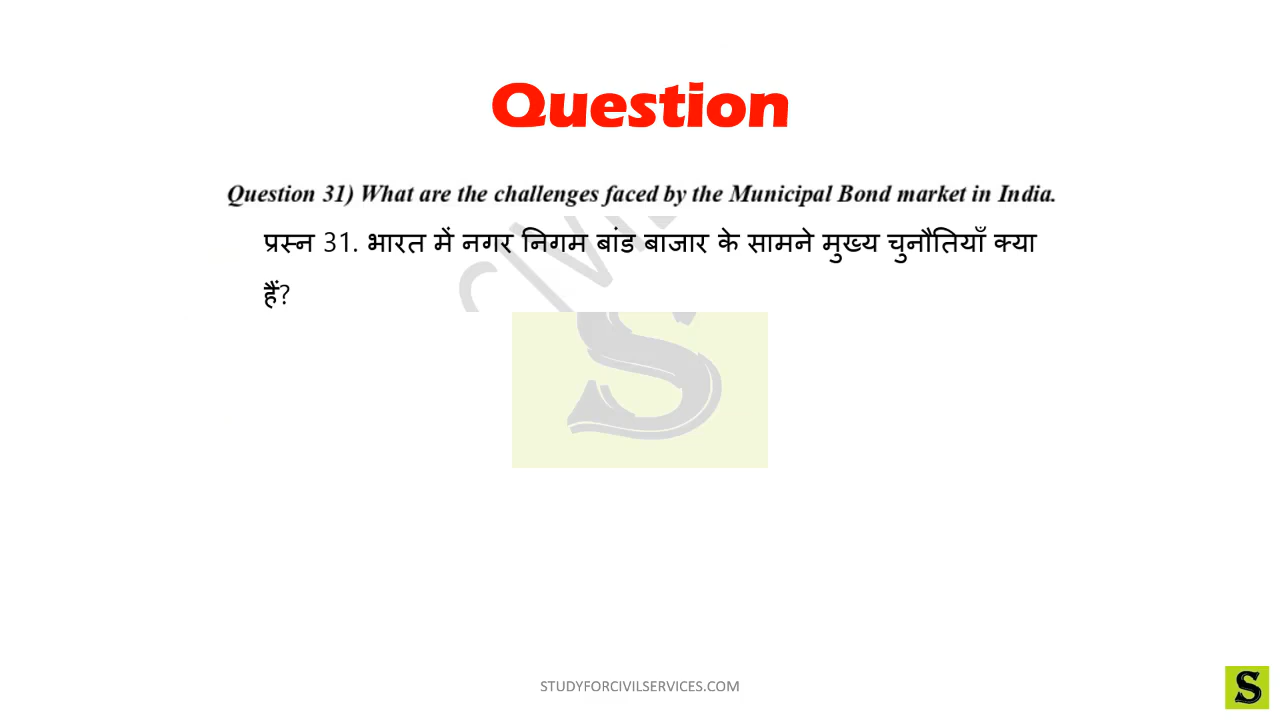 Question
Question 31) What are the challenges faced by the Municipal Bond market in India.
प्रस्न 31. भारत में नगर निगम बांड बाजार के सामने मुख्य चुनौतियाँ क्या
हैं?
CIVI
S
STUDYFORCIVILSERVICES.COM
S